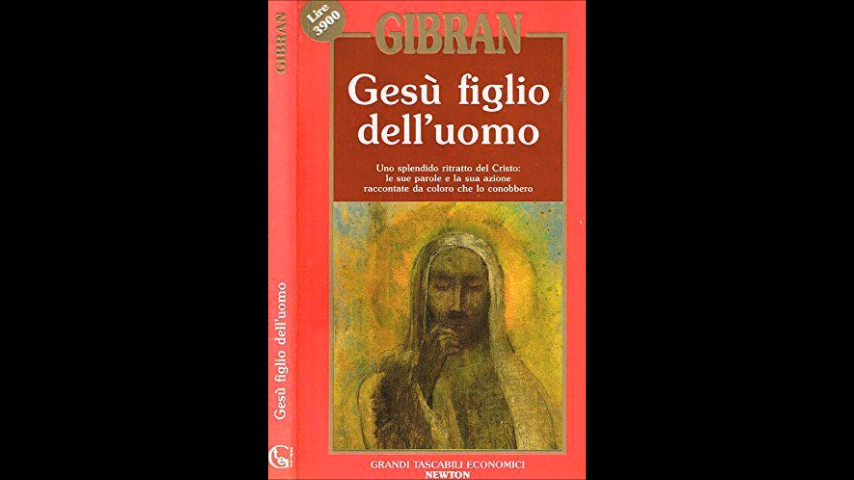 GIBRAN
Gesù figlio dell'uomo
Lire
3900
GIBRAN
Gesù figlio
dell'uomo
Uno splendido ritratto del Cristo:
le sue parole e la sua azione
raccontate da coloro che lo conobbero
GRANDI TASCABILI ECONOMICI
NEWTON